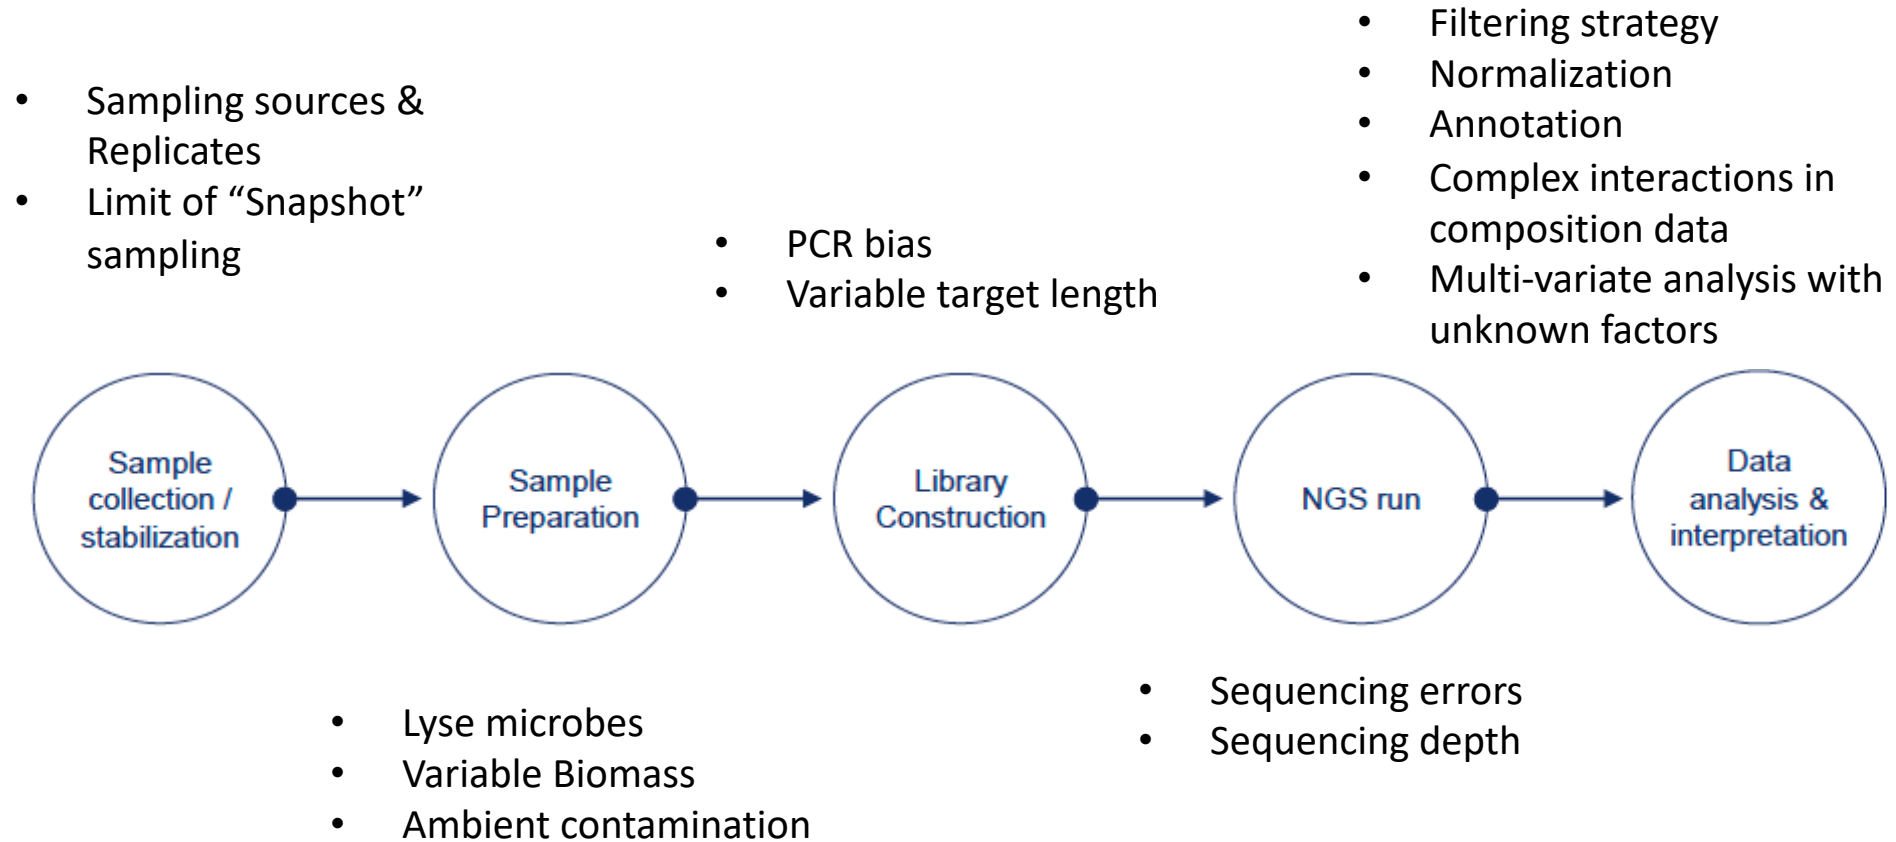 • Sampling sources &
Replicates
• Limit of “Snapshot”
sampling
• PCR bias
• Variable target length
• Filtering strategy
• Normalization
• Annotation
• Complex interactions in
composition data
• Multi-variate analysis with
unknown factors
Sample
collection /
stabilization
Sample
Preparation
Library
Construction
NGS run
Data
analysis &
interpretation
• Lyse microbes
• Variable Biomass
• Ambient contamination
• Sequencing errors
• Sequencing depth